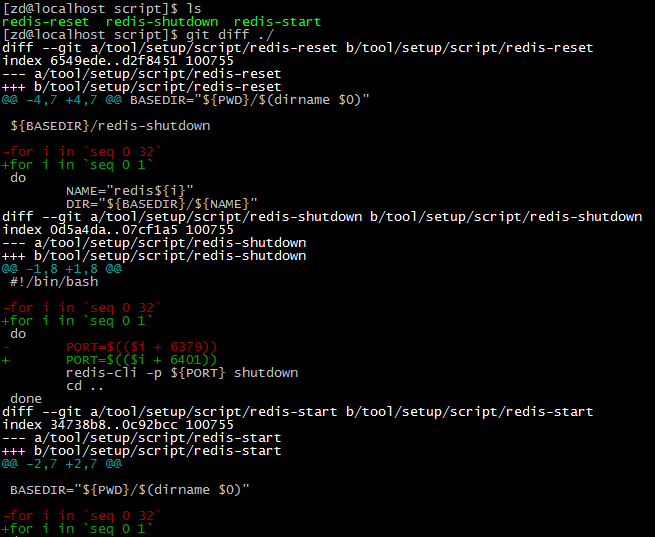 [zd@localhost script]$ ls
redis-reset  redis-shutdown  redis-start
[zd@localhost script]$ git diff ./
diff --git a/tool/setup/script/redis-reset b/tool/setup/script/redis-reset
index 6549ede..d2f8451 100755
--- a/tool/setup/script/redis-reset
+++ b/tool/setup/script/redis-reset
@@ -4,7 +4,7 @@ BASEDIR="${PWD}/$(dirname $0)"
 ${BASEDIR}/redis-shutdown
-for i in `seq 0 32`
+for i in `seq 0 1`
 do
        NAME="redis${i}"
        DIR="${BASEDIR}/${NAME}"
diff --git a/tool/setup/script/redis-shutdown b/tool/setup/script/redis-shutdown
index 0d5a4da..07cf1a5 100755
--- a/tool/setup/script/redis-shutdown
+++ b/tool/setup/script/redis-shutdown
@@ -1,8 +1,8 @@
 #!/bin/bash
-for i in `seq 0 32`
+for i in `seq 0 1`
 do
-       PORT=$(($i + 6379))
+       PORT=$(($i + 6401))
        redis-cli -p ${PORT} shutdown
        cd ..
 done
diff --git a/tool/setup/script/redis-start b/tool/setup/script/redis-start
index 34738b8..0c92bcc 100755
--- a/tool/setup/script/redis-start
+++ b/tool/setup/script/redis-start
@@ -2,7 +2,7 @@
 BASEDIR="${PWD}/$(dirname $0)"
-for i in `seq 0 32`
+for i in `seq 0 1`